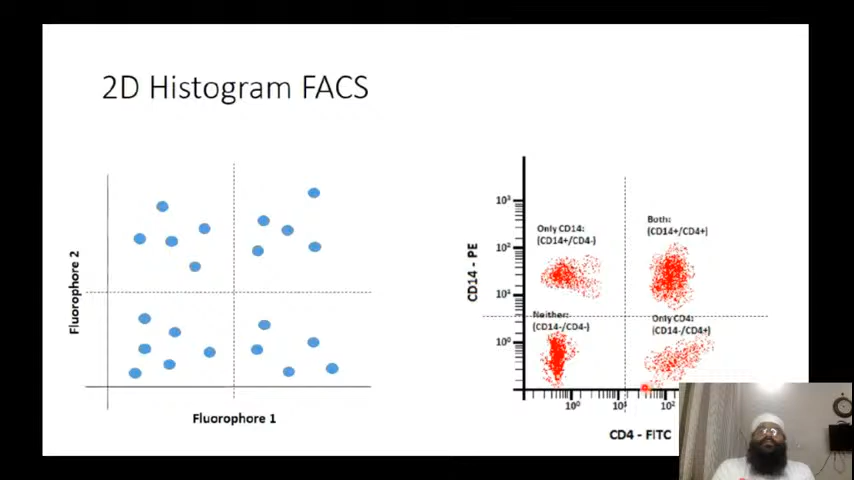 2D Histogram FACS
Fluorophore 2
Fluorophore 1
CD14 - PE
10³
10²
10¹
10⁰
Only CD14:
(CD14+/CD4-)
Both:
(CD14+/CD4+)
Neither:
(CD14-/CD4-)
Only CD4:
(CD14-/CD4+)
10⁰
10¹
10²
CD4 - FITC